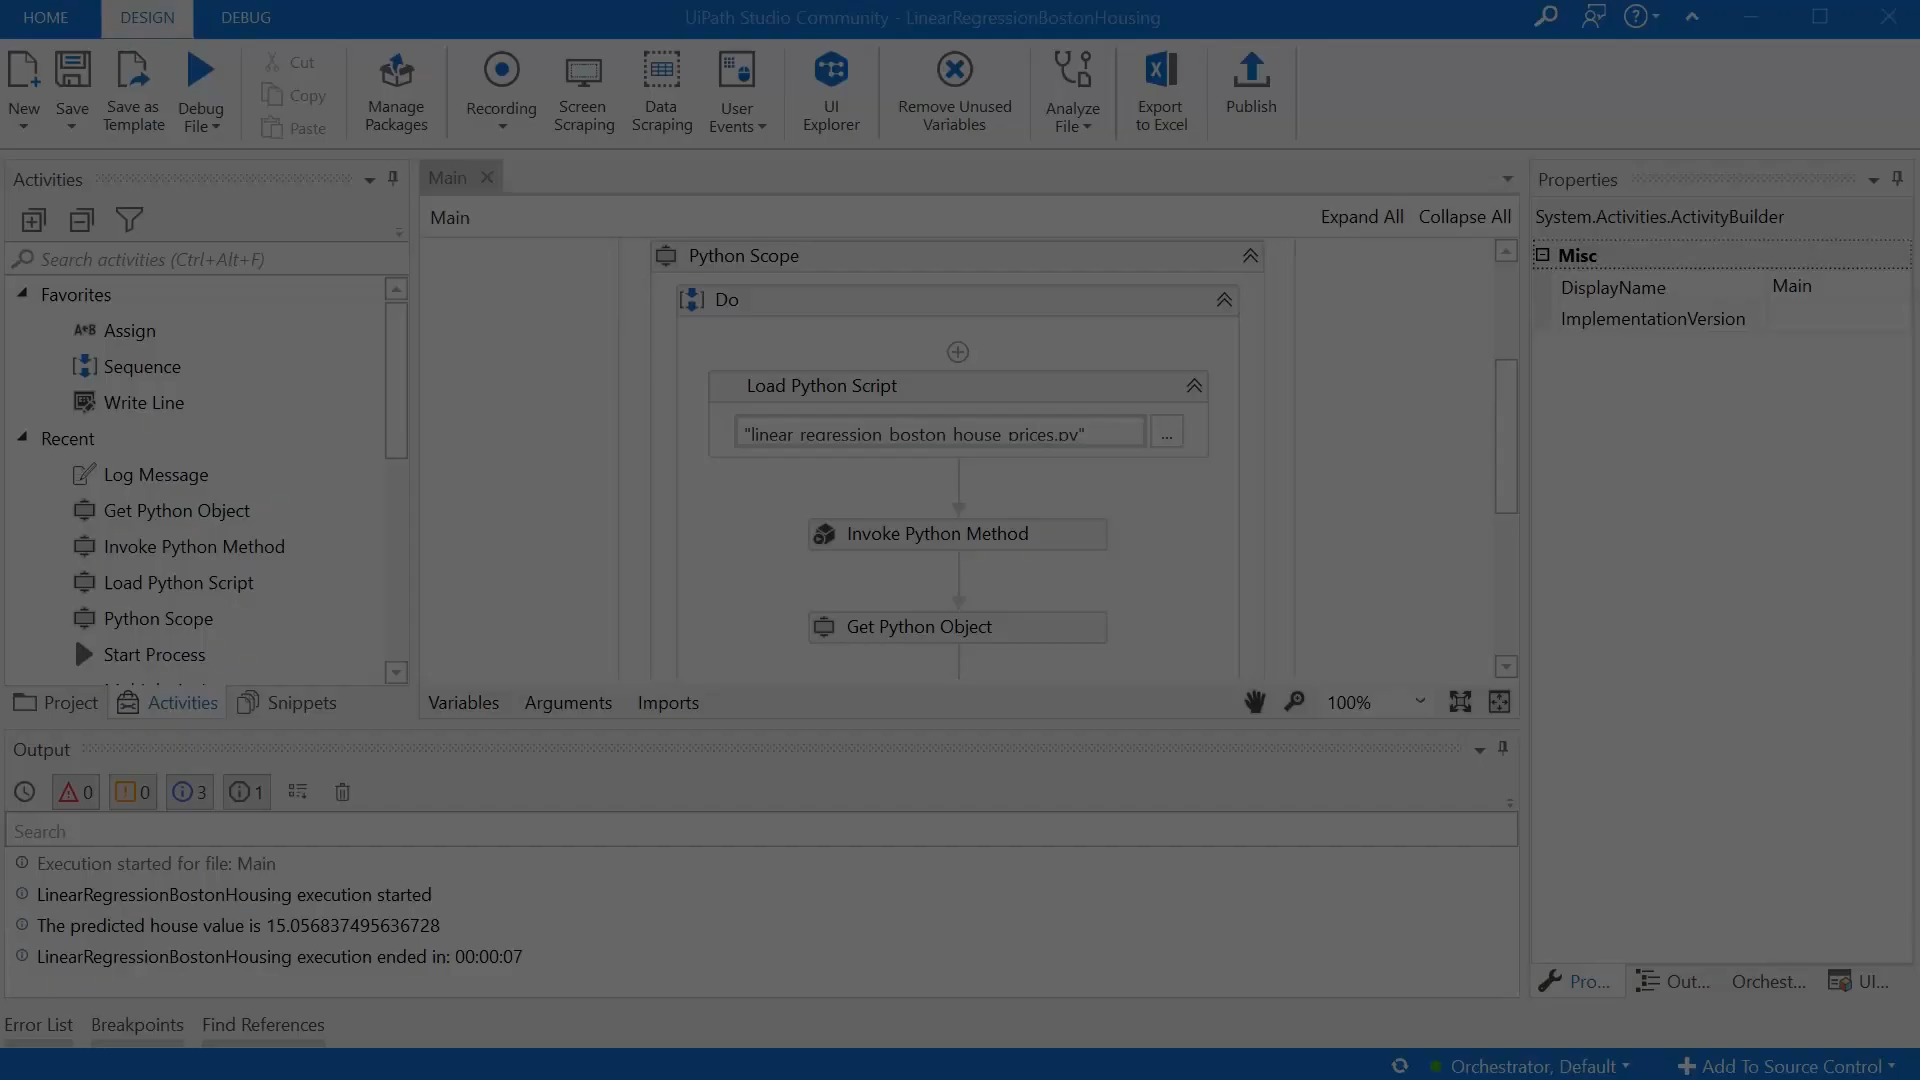 HOME
DESIGN
DEBUG
UiPath Studio Community - LinearRegressionBostonHousing
New
Save
Save as Template
Debug File
Cut
Copy
Paste
Manage Packages
Recording
Screen Scraping
Data Scraping
User Events
UI Explorer
Remove Unused Variables
Analyze File
Export to Excel
Publish
Activities
Search activities (Ctrl+Alt+F)
Favorites
Assign
Sequence
Write Line
Recent
Log Message
Get Python Object
Invoke Python Method
Load Python Script
Python Scope
Start Process
Project
Activities
Snippets
Main
Main
Expand All
Collapse All
Python Scope
Do
Load Python Script
"linear_regression_boston_house_prices.py"
...
Invoke Python Method
Get Python Object
Variables
Arguments
Imports
100%
Properties
System.Activities.ActivityBuilder
Misc
DisplayName
Main
ImplementationVersion
Output
0
0
3
1
Search
Execution started for file: Main
LinearRegressionBostonHousing execution started
The predicted house value is 15.056837495636728
LinearRegressionBostonHousing execution ended in: 00:00:07
Pro...
Out...
Orchest...
UI...
Error List
Breakpoints
Find References
Orchestrator, Default
Add To Source Control